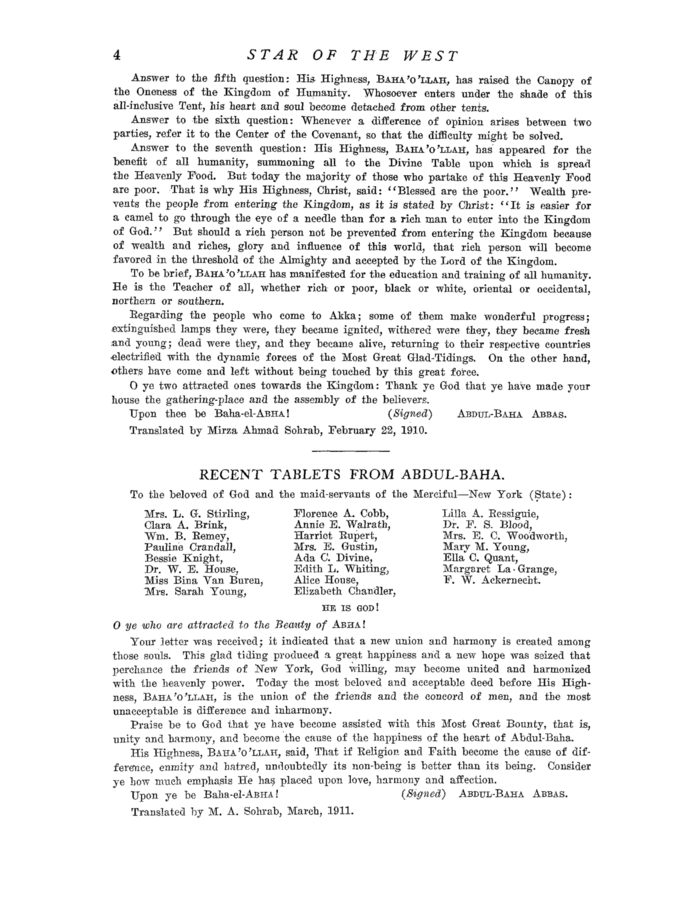 4 STAR OF THE WEST
Answer to the fifth question: His Highness, BAHA'O'LLAH, has raised the Canopy of
the Oneness of the Kingdom of Humanity. Whosoever enters under the shade of this
all-inclusive Tent, his heart and soul become detached from other tents.
Answer to the sixth question: Whenever a difference of opinion arises between two
parties, refer it to the Center of the Covenant, so that the difficulty might be solved.
Answer to the seventh question: His Highness, BAHA'O'LLAH, has appeared for the
benefit of all humanity, summoning all to the Divine Table upon which is spread
the Heavenly Food. But today the majority of those who partake of this Heavenly Food
are poor. That is why His Highness, Christ, said: "Blessed are the poor." Wealth pre-
vents the people from entering the Kingdom, as it is stated by Christ: "It is easier for
a camel to go through the eye of a needle than for a rich man to enter into the Kingdom
of God." But should a rich person not be prevented from entering the Kingdom because
of wealth and riches, glory and influence of this world, that rich person will become
favored in the threshold of the Almighty and accepted by the Lord of the Kingdom.
To be brief, BAHA'O'LLAH has manifested for the education and training of all humanity.
He is the Teacher of all, whether rich or poor, black or white, oriental or occidental,
northern or southern.
Regarding the people who come to Akka; some of them make wonderful progress;
extinguished lamps they were, they became ignited, withered were they, they became fresh
and young; dead were they, and they became alive, returning to their respective countries
electrified with the dynamic forces of the Most Great Glad-Tidings. On the other hand,
others have come and left without being touched by this great force.
O ye two attracted ones towards the Kingdom: Thank ye God that ye have made your
house the gathering-place and the assembly of the believers.
Upon thee be Baha-el-ABHA! (Signed) ABDUL-BAHA ABBAS.
Translated by Mirza Ahmad Sohrab, February 22, 1910.
RECENT TABLETS FROM ABDUL-BAHA.
To the beloved of God and the maid-servants of the Merciful—New York (State):
Mrs. L. G. Stirling, Florence A. Cobb, Lilla A. Ressiguie,
Clara A. Brink, Annie E. Walrath, Dr. F. S. Blood,
Wm. B. Remey, Harriot Rupert, Mrs. E. C. Woodworth,
Pauline Crandall, Mrs. E. Gustin, Mary M. Young,
Bessie Knight, Ada C. Divine, Ella C. Quant,
Dr. W. E. House, Edith L. Whiting, Margaret La Grange,
Miss Bina Van Buren, Alice House, F. W. Ackernecht.
Mrs. Sarah Young, Elizabeth Chandler,
HE IS GOD!
O ye who are attracted to the Beauty of ABHA!
Your letter was received; it indicated that a new union and harmony is created among
those souls. This glad tiding produced a great happiness and a new hope was seized that
perchance the friends of New York, God willing, may become united and harmonized
with the heavenly power. Today the most beloved and acceptable deed before His High-
ness, BAHA'O'LLAH, is the union of the friends and the concord of men, and the most
unacceptable is difference and inharmony.
Praise be to God that ye have become assisted with this Most Great Bounty, that is,
unity and harmony, and become the cause of the happiness of the heart of Abdul-Baha.
His Highness, BAHA'O'LLAH, said, That if Religion and Faith become the cause of dif-
ference, enmity and hatred, undoubtedly its non-being is better than its being. Consider
ye how much emphasis He has placed upon love, harmony and affection.
Upon ye be Baha-el-ABHA! (Signed) ABDUL-BAHA ABBAS.
Translated by M. A. Sohrab, March, 1911.